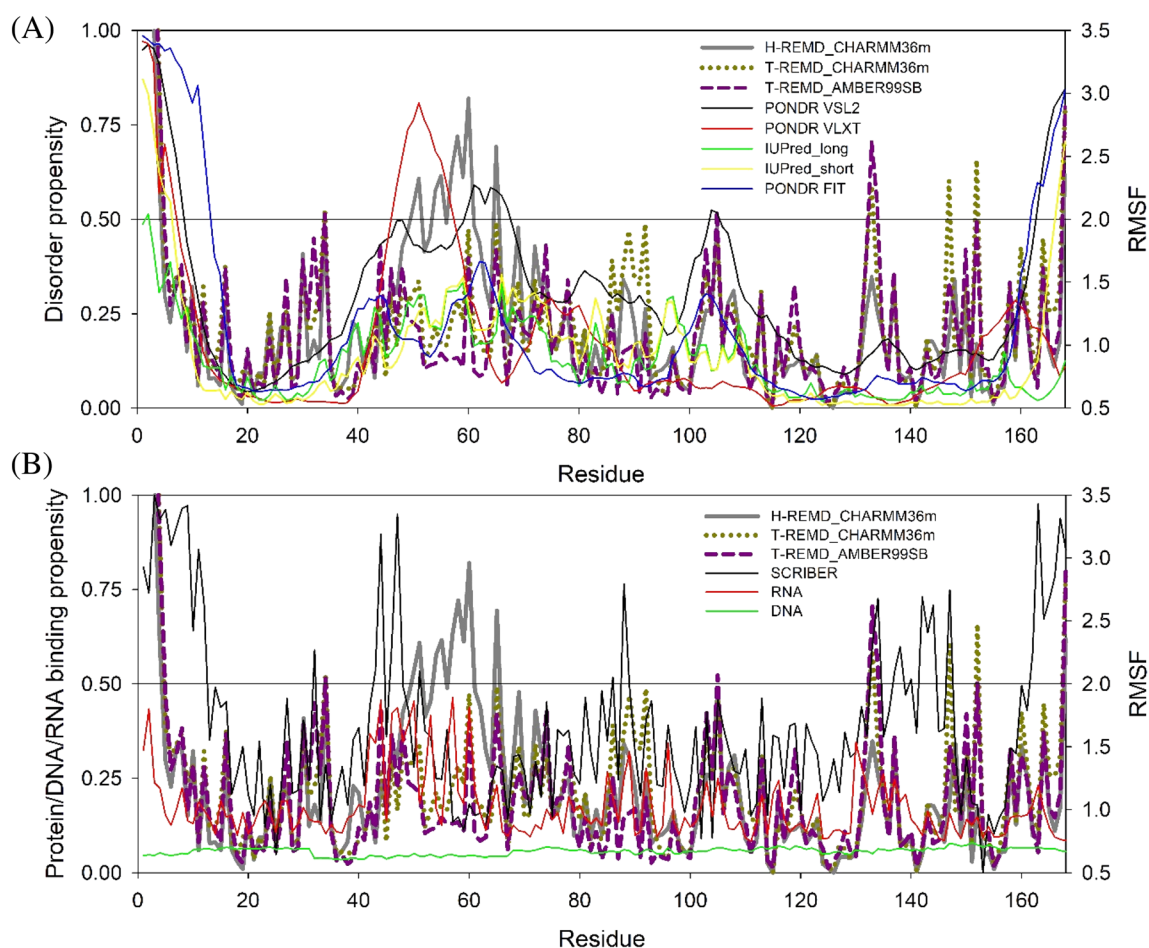 (A)
Disorder propensity
1.00
0.75
0.50
0.25
0.00
H-REMD_CHARMM36m
T-REMD_CHARMM36m
T-REMD_AMBER99SB
PONDR VSL2
PONDR VLXT
IUPred_long
IUPred_short
PONDR FIT
3.5
3.0
2.5
2.0
1.5
1.0
0.5
RMSF
0 20 40 60 80 100 120 140 160
Residue
(B)
Protein/DNA/RNA binding propensity
1.00
0.75
0.50
0.25
0.00
H-REMD_CHARMM36m
T-REMD_CHARMM36m
T-REMD_AMBER99SB
SCRIBER
RNA
DNA
3.5
3.0
2.5
2.0
1.5
1.0
0.5
RMSF
0 20 40 60 80 100 120 140 160
Residue